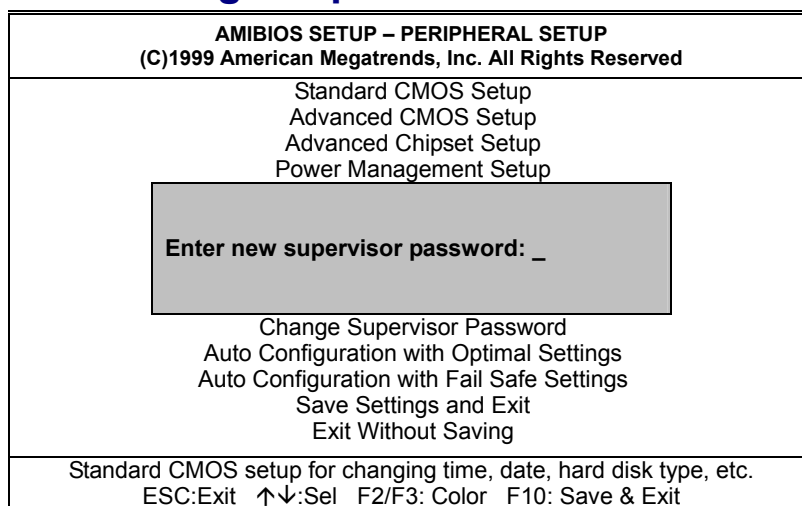 AMIBIOS SETUP – PERIPHERAL SETUP
(C)1999 American Megatrends, Inc. All Rights Reserved
Standard CMOS Setup
Advanced CMOS Setup
Advanced Chipset Setup
Power Management Setup
Enter new supervisor password: _
Change Supervisor Password
Auto Configuration with Optimal Settings
Auto Configuration with Fail Safe Settings
Save Settings and Exit
Exit Without Saving
Standard CMOS setup for changing time, date, hard disk type, etc.
ESC:Exit ↑↓:Sel F2/F3: Color F10: Save & Exit